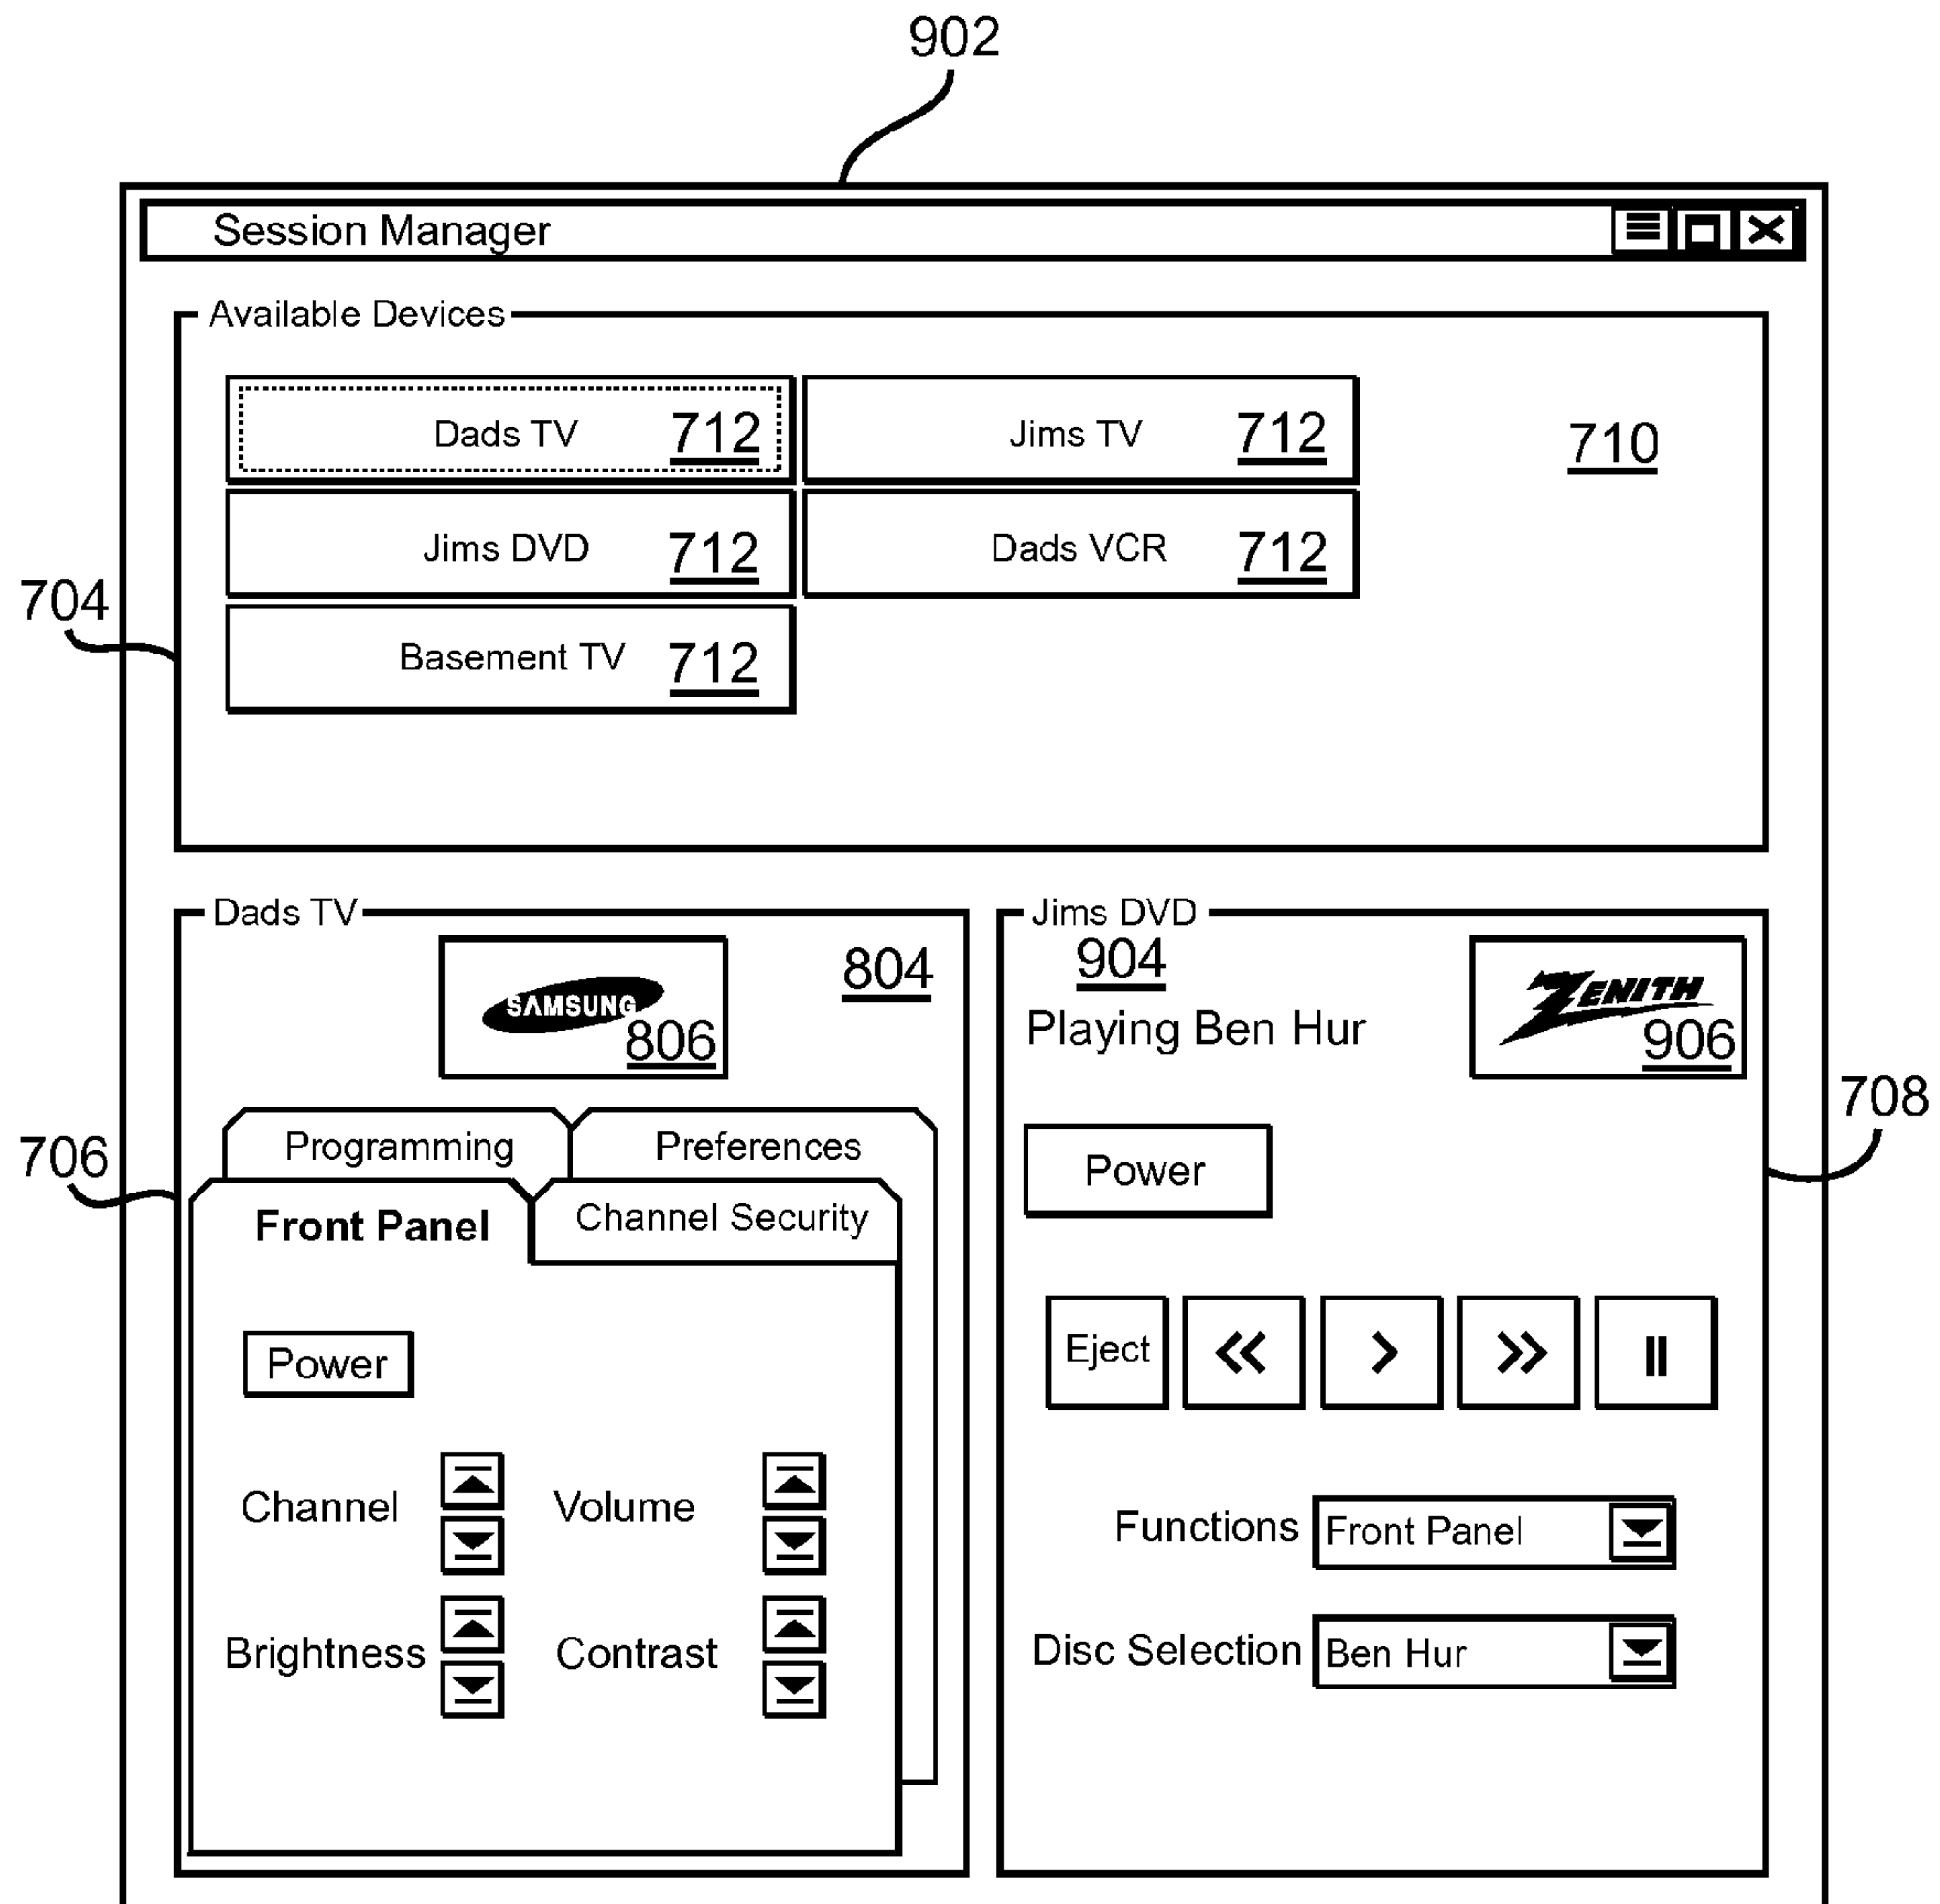 902
Session Manager
Available Devices
Dads TV 712
Jims TV 712
710
Jims DVD 712
Dads VCR 712
704
Basement TV 712
Dads TV
SAMSUNG
806
804
706
Programming
Preferences
Front Panel
Channel Security
Power
Channel
Volume
Brightness
Contrast
Jims DVD
904
Playing Ben Hur
ZENITH
906
708
Power
Eject << > >> II
Functions Front Panel
Disc Selection Ben Hur